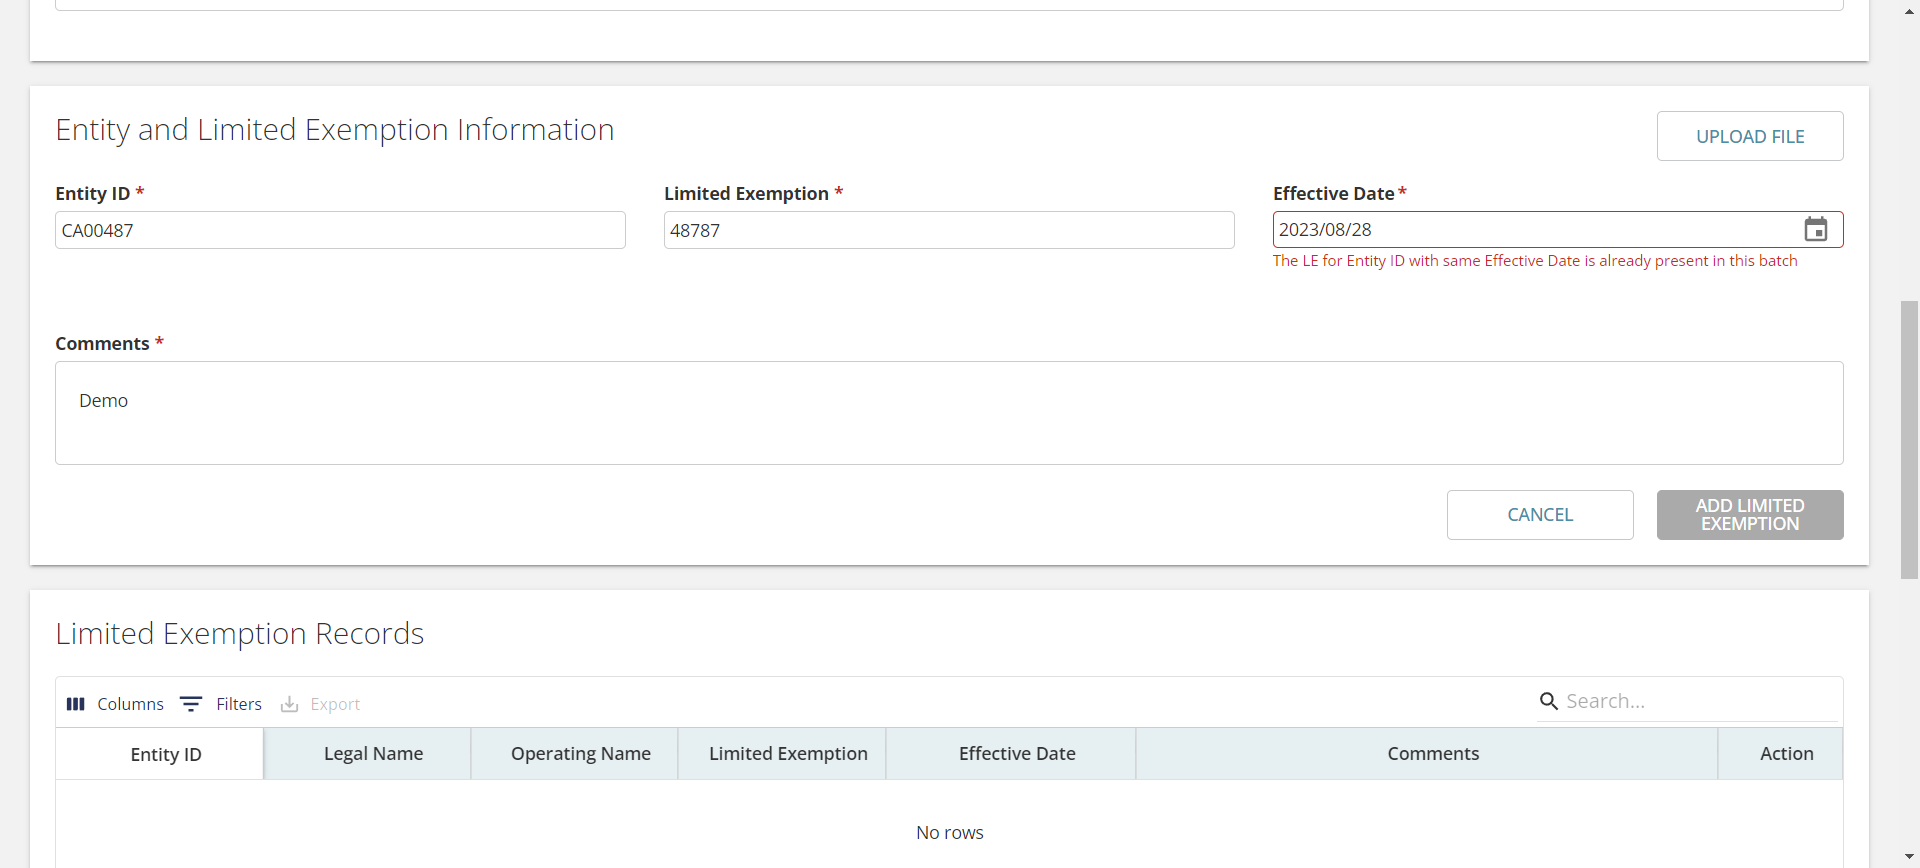 Entity and Limited Exemption Information
UPLOAD FILE
Entity ID *
Limited Exemption *
Effective Date *
CA00487
48787
2023/08/28
The LE for Entity ID with same Effective Date is already present in this batch
Comments *
Demo
CANCEL
ADD LIMITED
EXEMPTION
Limited Exemption Records
Columns
Filters
Export
Search...
Entity ID
Legal Name
Operating Name
Limited Exemption
Effective Date
Comments
Action
No rows